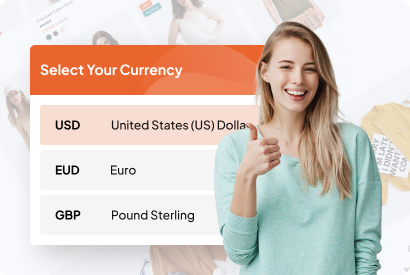 Select Your Currency
USD United States (US) Dolla
EUD Euro
GBP Pound Sterling